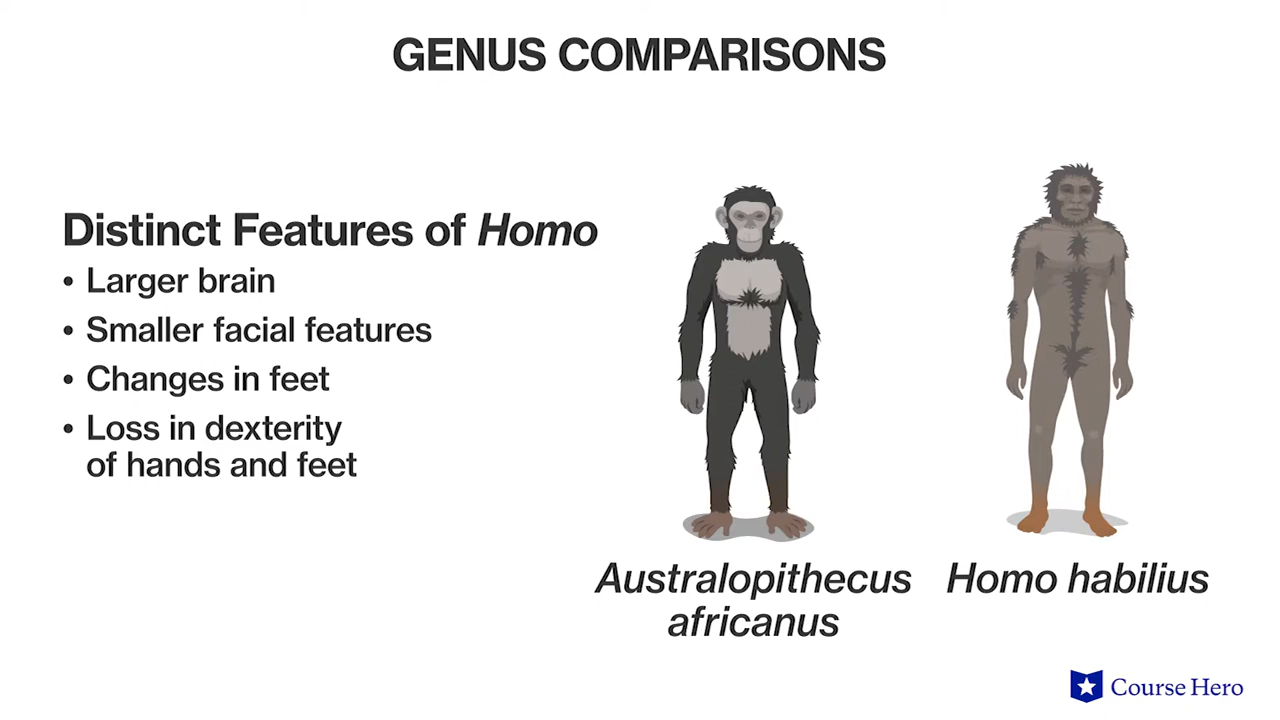 GENUS COMPARISONS
Distinct Features of Homo
• Larger brain
• Smaller facial features
• Changes in feet
• Loss in dexterity
of hands and feet
Australopithecus
africanus
Homo habilius
Course Hero